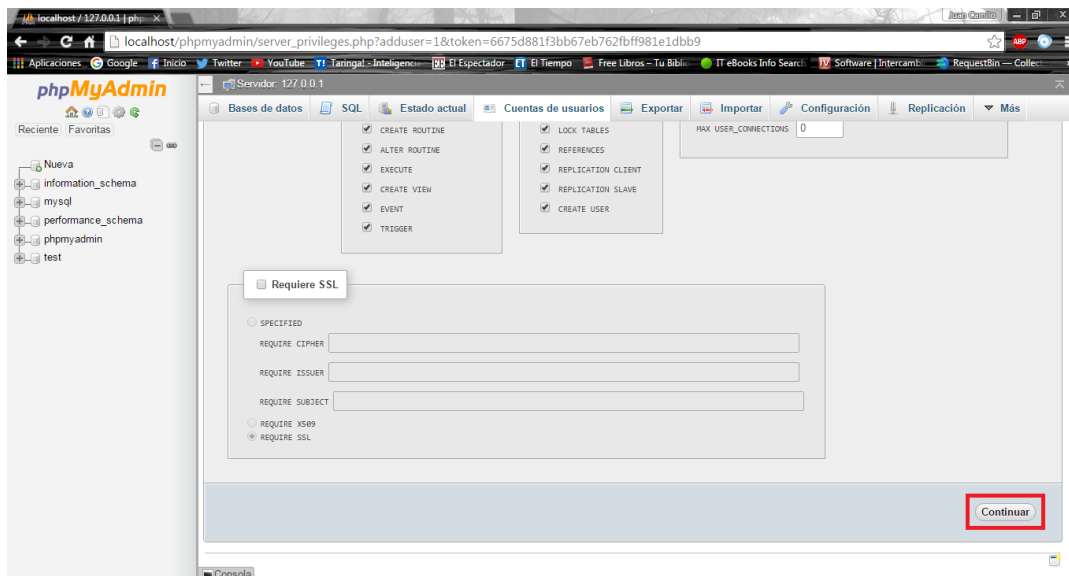 localhost / 127.0.0.1 | php
Juan Camilo
localhost/phpmyadmin/server_privileges.php?adduser=1&token=6675d881f3bb67eb762fbff981e1dbb9
ABP
Aplicaciones Google Inicio Twitter YouTube Taringa! - Inteligenci El Espectador El Tiempo Free Libros – Tu Biblio IT eBooks Info Search Software | Intercambi RequestBin — Collect
phpMyAdmin
Reciente Favoritas
Nueva
information_schema
mysql
performance_schema
phpmyadmin
test
Servidor: 127.0.0.1
Bases de datos SQL Estado actual Cuentas de usuarios Exportar Importar Configuración Replicación Más
CREATE ROUTINE
ALTER ROUTINE
EXECUTE
CREATE VIEW
EVENT
TRIGGER
LOCK TABLES
REFERENCES
REPLICATION CLIENT
REPLICATION SLAVE
CREATE USER
MAX USER_CONNECTIONS 0
Requiere SSL
SPECIFIED
REQUIRE CIPHER
REQUIRE ISSUER
REQUIRE SUBJECT
REQUIRE X509
REQUIRE SSL
Continuar
Consola